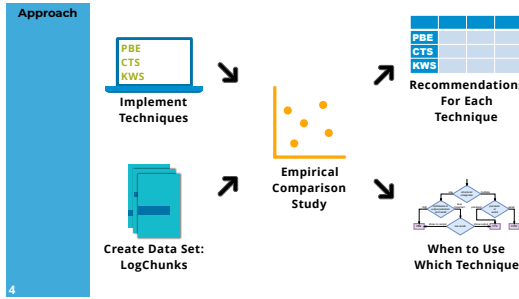 Approach
PBE
CTS
KWS
Implement
Techniques
Create Data Set:
LogChunks
Empirical
Comparison
Study
PBE
CTS
KWS
Recommendations
For Each
Technique
When to Use
Which Technique
4